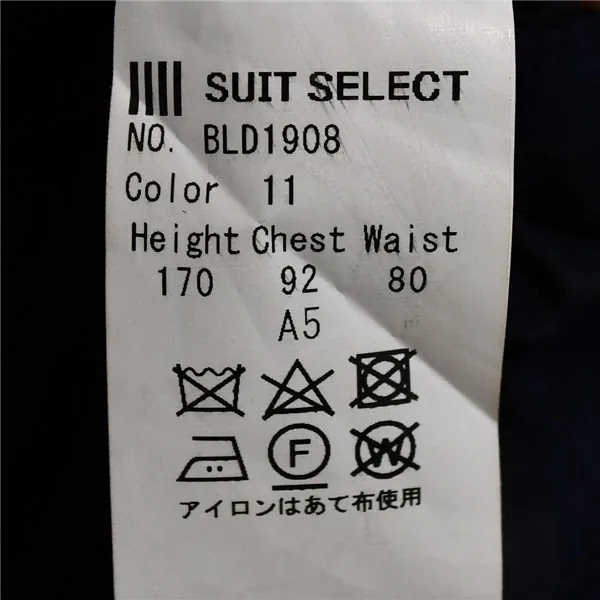 SUIT SELECT
NO. BLD1908
Color 11
Height Chest Waist
170 92 80
A5
F W
アイロンはあて布使用